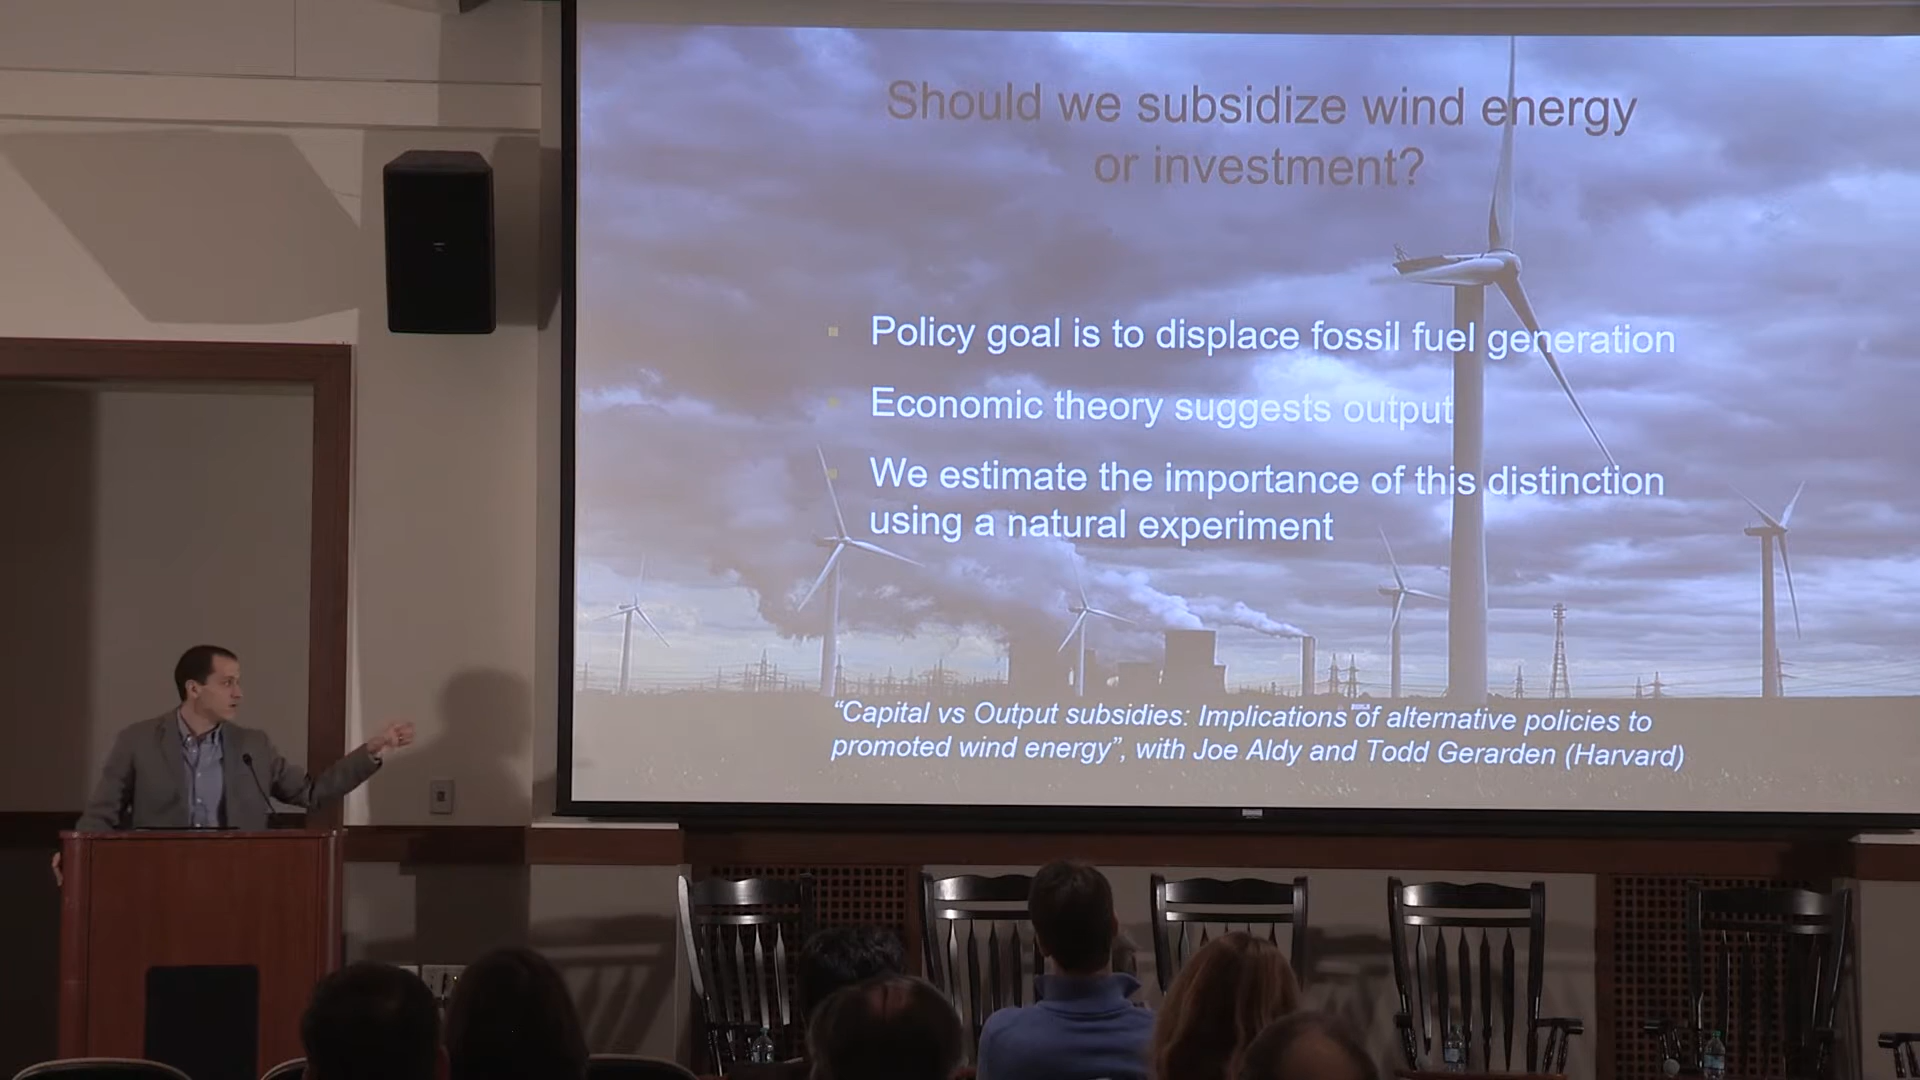 Should we subsidize wind energy
or investment?
Policy goal is to displace fossil fuel generation
Economic theory suggests output
We estimate the importance of this distinction
using a natural experiment
“Capital vs Output subsidies: Implications of alternative policies to
promoted wind energy”, with Joe Aldy and Todd Gerarden (Harvard)